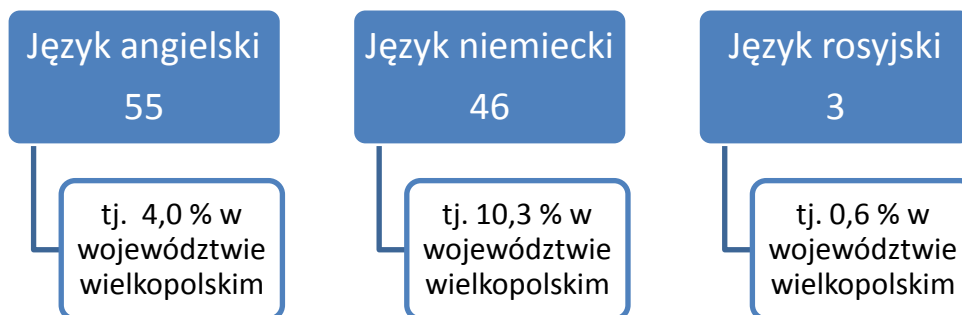 Język angielski
55
tj.  4,0 % w
województwie
wielkopolskim
Język niemiecki
46
tj. 10,3 % w
województwie
wielkopolskim
Język rosyjski
3
tj. 0,6 % w
województwie
wielkopolskim